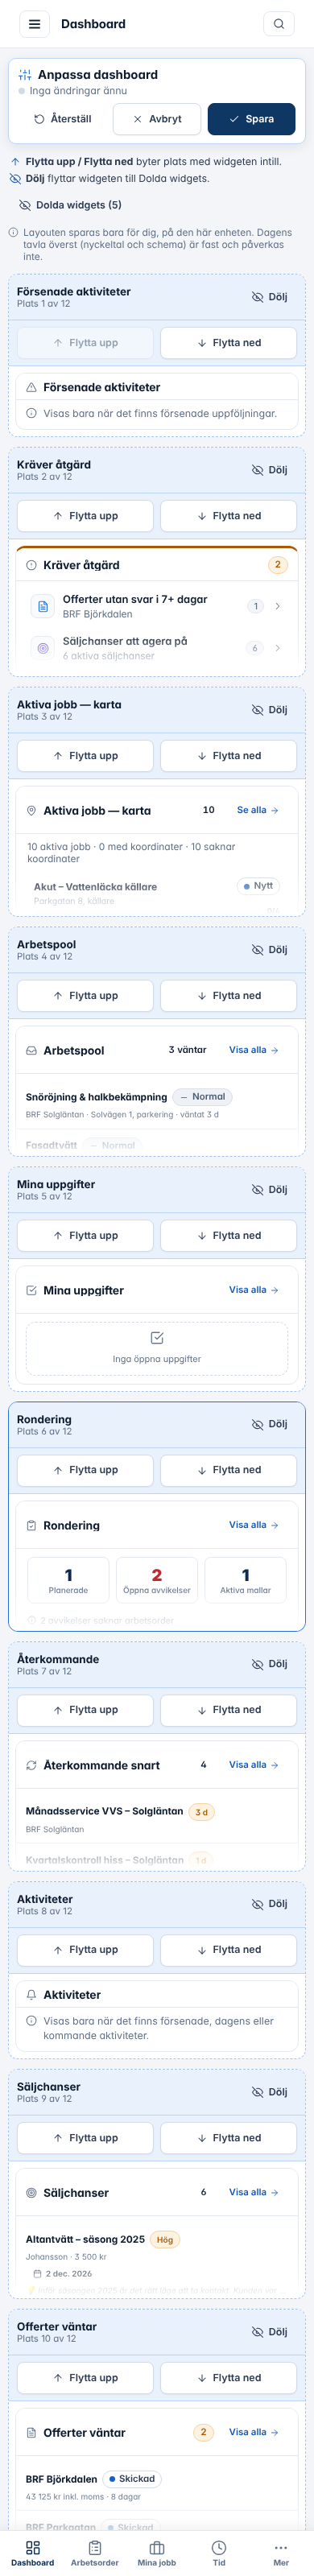 Dashboard
Anpassa dashboard
Inga ändringar ännu
Återställ
Avbryt
Spara
Flytta upp / Flytta ned byter plats med widgeten intill.
Dölj flyttar widgeten till Dolda widgets.
Dolda widgets (5)
Layouten sparas bara för dig, på den här enheten. Dagens
tavla överst (nyckeltal och schema) är fast och påverkas
inte.
Försenade aktiviteter
Plats 1 av 12
Dölj
Flytta upp
Flytta ned
Försenade aktiviteter
Visas bara när det finns försenade uppföljningar.
Kräver åtgärd
Plats 2 av 12
Dölj
Flytta upp
Flytta ned
Kräver åtgärd
2
Offerter utan svar i 7+ dagar
BRF Björkdalen
1
Säljchanser att agera på
6 aktiva säljchanser
6
Aktiva jobb — karta
Plats 3 av 12
Dölj
Flytta upp
Flytta ned
Aktiva jobb — karta
10
Se alla →
10 aktiva jobb · 0 med koordinater · 10 saknar
koordinater
Akut – Vattenläcka källare
Nytt
Parkgatan 8, källare
Arbetspool
Plats 4 av 12
Dölj
Flytta upp
Flytta ned
Arbetspool
3 väntar
Visa alla →
Snöröjning & halkbekämpning
Normal
BRF Solgläntan · Solvägen 1, parkering · väntat 3 d
Fasadtvätt
Normal
Mina uppgifter
Plats 5 av 12
Dölj
Flytta upp
Flytta ned
Mina uppgifter
Visa alla →
Inga öppna uppgifter
Rondering
Plats 6 av 12
Dölj
Flytta upp
Flytta ned
Rondering
Visa alla →
1
Planerade
2
Öppna avvikelser
1
Aktiva mallar
2 avvikelser saknar arbetsorder
Återkommande
Plats 7 av 12
Dölj
Flytta upp
Flytta ned
Återkommande snart
4
Visa alla →
Månadsservice VVS – Solgläntan
3 d
BRF Solgläntan
Kvartalskontroll hiss – Solgläntan
1 d
Aktiviteter
Plats 8 av 12
Dölj
Flytta upp
Flytta ned
Aktiviteter
Visas bara när det finns försenade, dagens eller
kommande aktiviteter.
Säljchanser
Plats 9 av 12
Dölj
Flytta upp
Flytta ned
Säljchanser
6
Visa alla →
Altantvätt – säsong 2025
Hög
Johansson · 3 500 kr
2 dec. 2026
Offerter väntar
Plats 10 av 12
Dölj
Flytta upp
Flytta ned
Offerter väntar
2
Visa alla →
BRF Björkdalen
Skickad
43 125 kr inkl. moms · 8 dagar
BRF Parkgatan
Skickad
Dashboard
Arbetsorder
Mina jobb
Tid
Mer